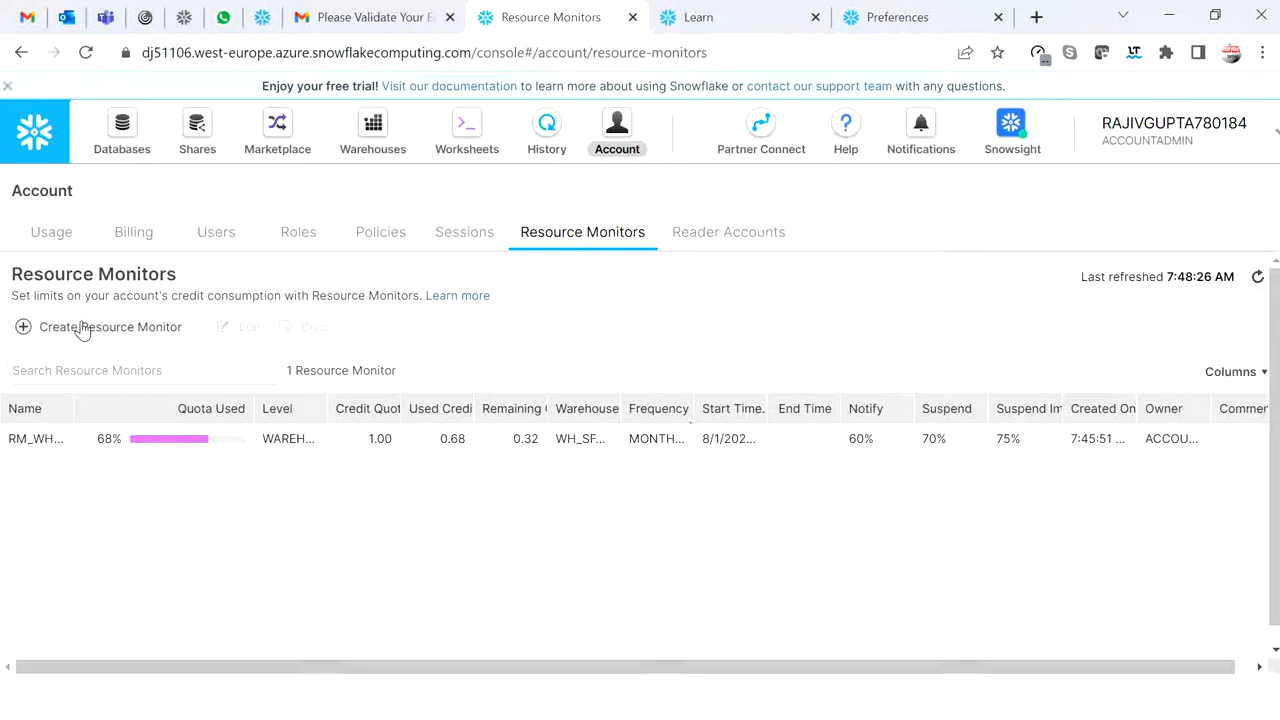 Please Validate Your E
Resource Monitors
Learn
Preferences
dj51106.west-europe.azure.snowflakecomputing.com/console#/account/resource-monitors
Enjoy your free trial! Visit our documentation to learn more about using Snowflake or contact our support team with any questions.
Databases
Shares
Marketplace
Warehouses
Worksheets
History
Account
Partner Connect
Help
Notifications
Snowsight
RAJIVGUPTA780184
ACCOUNTADMIN
Account
Usage
Billing
Users
Roles
Policies
Sessions
Resource Monitors
Reader Accounts
Resource Monitors
Last refreshed 7:48:26 AM
Set limits on your account's credit consumption with Resource Monitors. Learn more
Create Resource Monitor
Edit
Drop
Search Resource Monitors
1 Resource Monitor
Columns
Name Quota Used Level Credit Quot Used Credi Remaining Warehouse Frequency Start Time. End Time Notify Suspend Suspend Im Created On Owner Commer
RM_WH... 68% WAREH... 1.00 0.68 0.32 WH_SF... MONTH... 8/1/202... 60% 70% 75% 7:45:51 ... ACCOU...